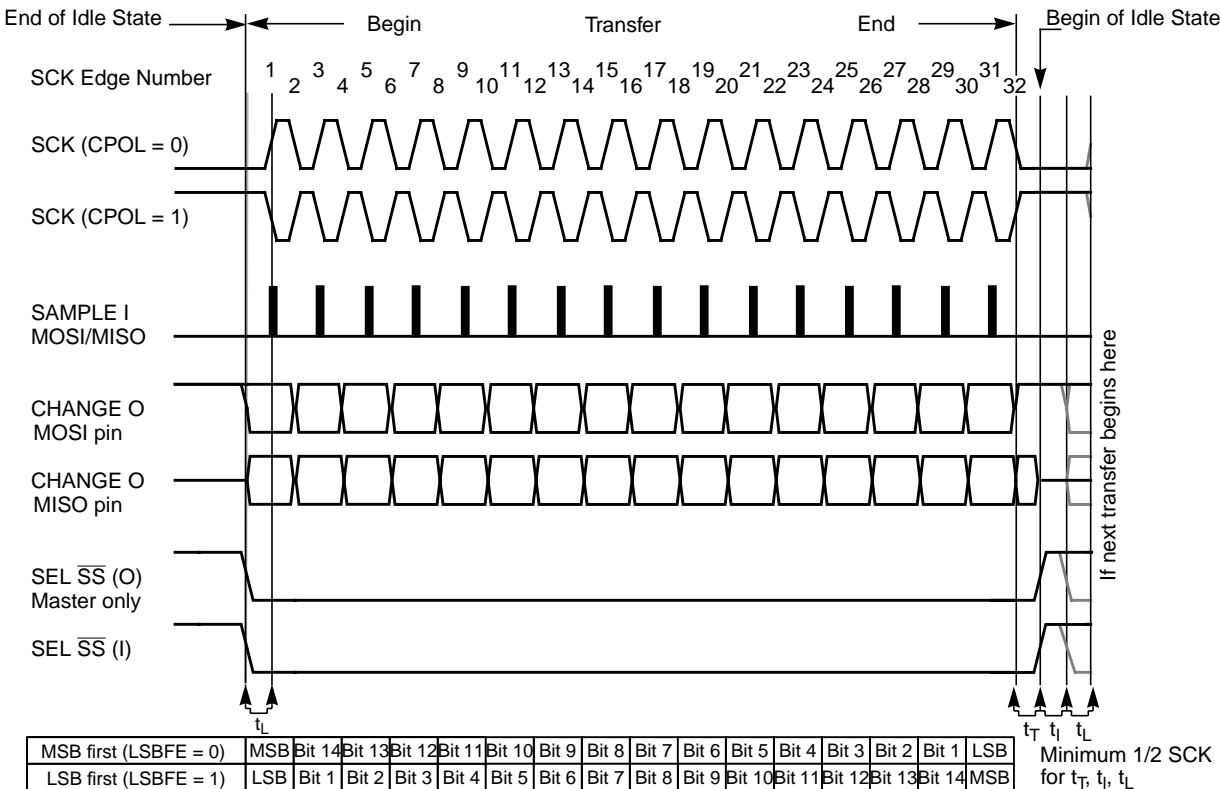 End of Idle State Begin Transfer End Begin of Idle State
SCK Edge Number 1 2 3 4 5 6 7 8 9 10 11 12 13 14 15 16 17 18 19 20 21 22 23 24 25 26 27 28 29 30 31 32
SCK (CPOL = 0)
SCK (CPOL = 1)
SAMPLE I
MOSI/MISO
CHANGE O
MOSI pin
CHANGE O
MISO pin
SEL S̅S̅ (O)
Master only
SEL S̅S̅ (I)
If next transfer begins here
tL tT tI tL
MSB first (LSBFE = 0) MSB Bit 14 Bit 13 Bit 12 Bit 11 Bit 10 Bit 9 Bit 8 Bit 7 Bit 6 Bit 5 Bit 4 Bit 3 Bit 2 Bit 1 LSB
LSB first (LSBFE = 1) LSB Bit 1 Bit 2 Bit 3 Bit 4 Bit 5 Bit 6 Bit 7 Bit 8 Bit 9 Bit 10 Bit 11 Bit 12 Bit 13 Bit 14 MSB
Minimum 1/2 SCK
for tT, tI, tL